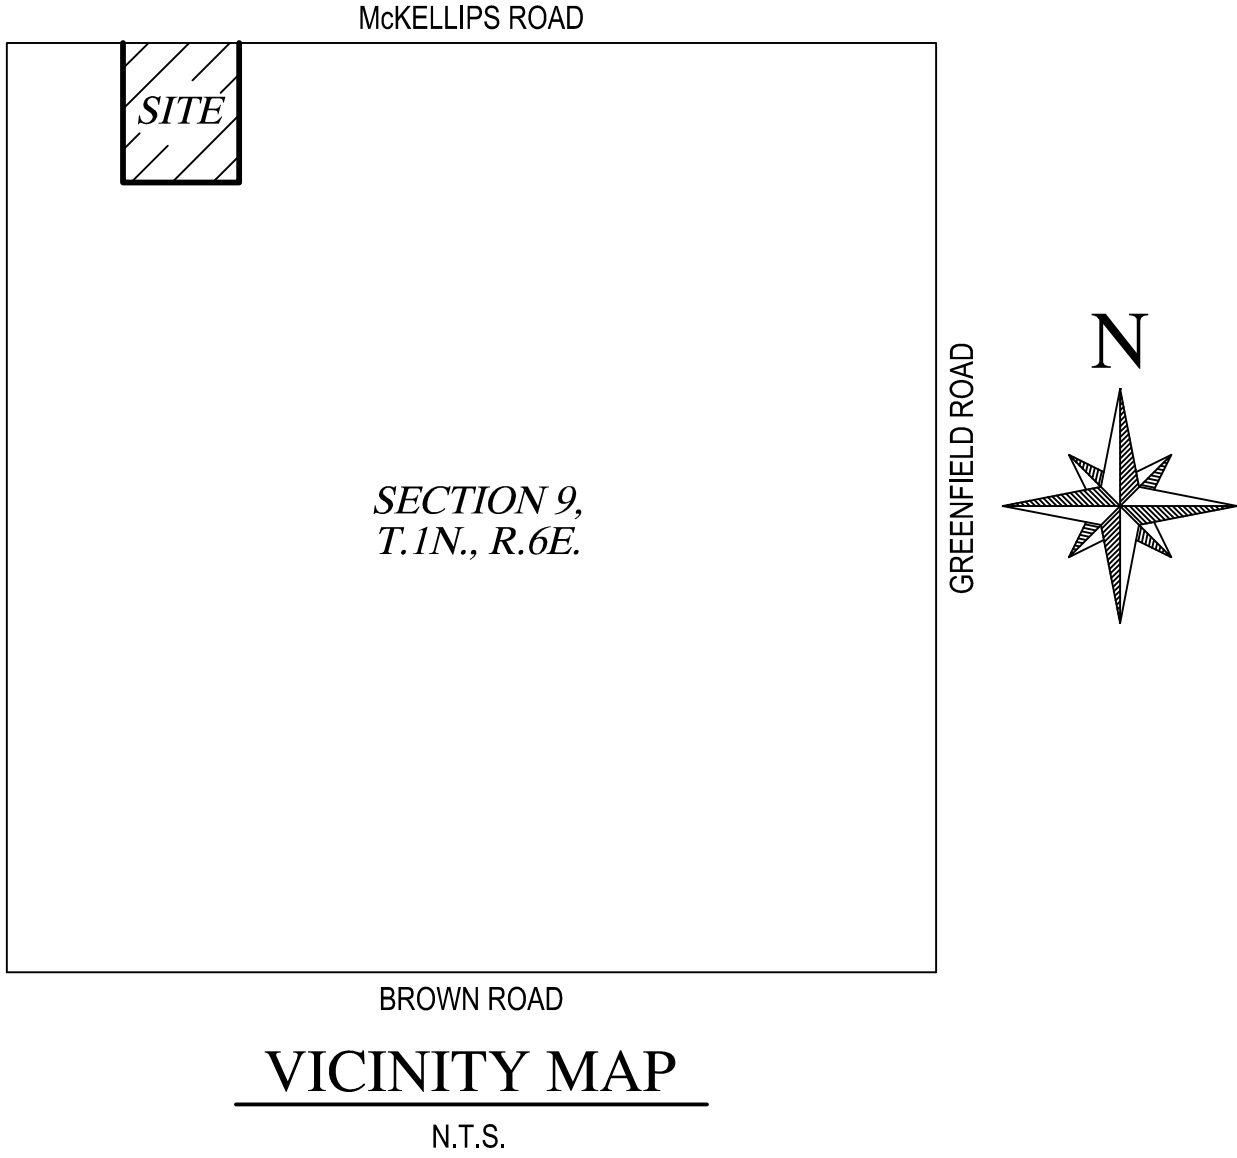 McKELLIPS ROAD
SITE
N
GREENFIELD ROAD
SECTION 9,
T.1N., R.6E.
BROWN ROAD
VICINITY MAP
N.T.S.